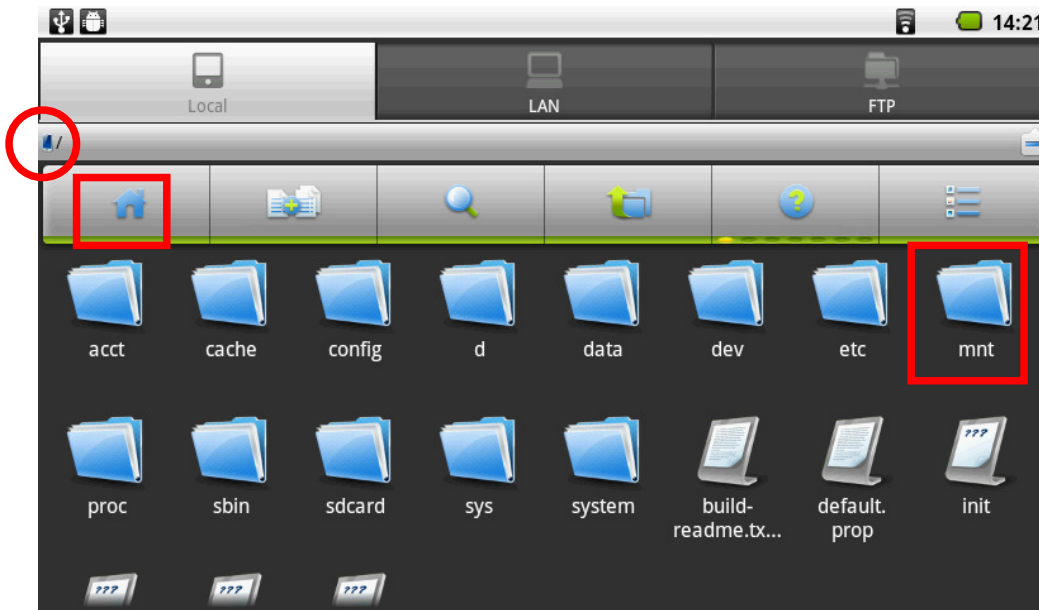 14:21
Local LAN FTP
/
?
acct cache config d data dev etc mnt
???
proc sbin sdcard sys system build- default. init
readme.tx... prop
??? ??? ???